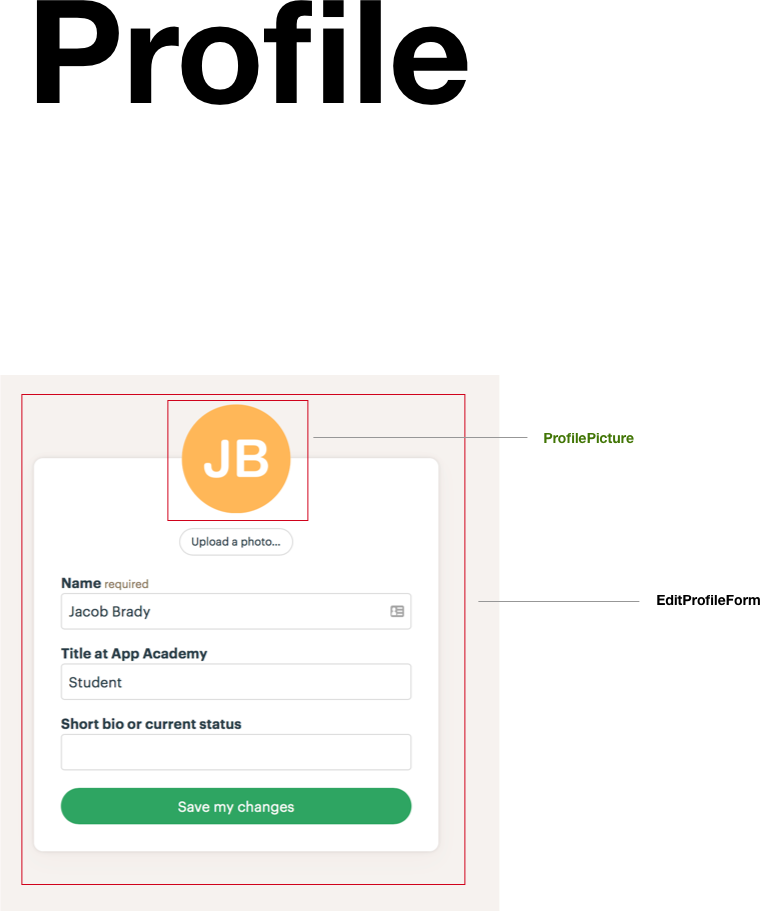 Profile
JB
ProfilePicture
Upload a photo...
Name required
Jacob Brady
EditProfileForm
Title at App Academy
Student
Short bio or current status
Save my changes